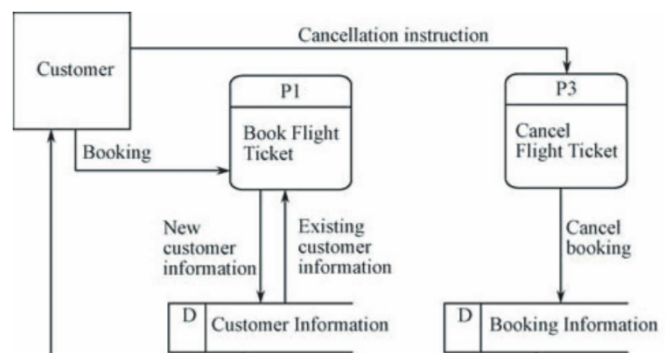 Cancellation instruction
Customer
P1
P3
Book Flight
Ticket
Cancel
Flight Ticket
Booking
New
customer
information
Existing
customer
information
Cancel
booking
D
Customer Information
D
Booking Information